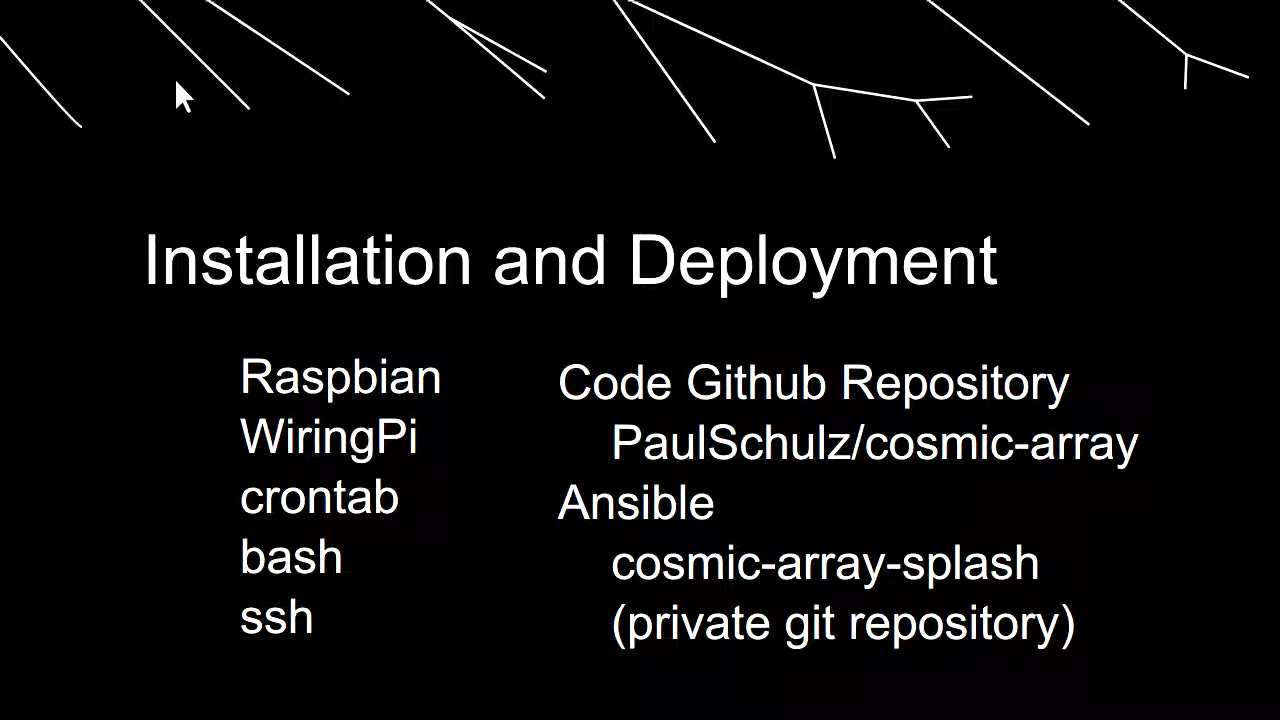 Installation and Deployment
Raspbian
WiringPi
crontab
bash
ssh
Code Github Repository
PaulSchulz/cosmic-array
Ansible
cosmic-array-splash
(private git repository)